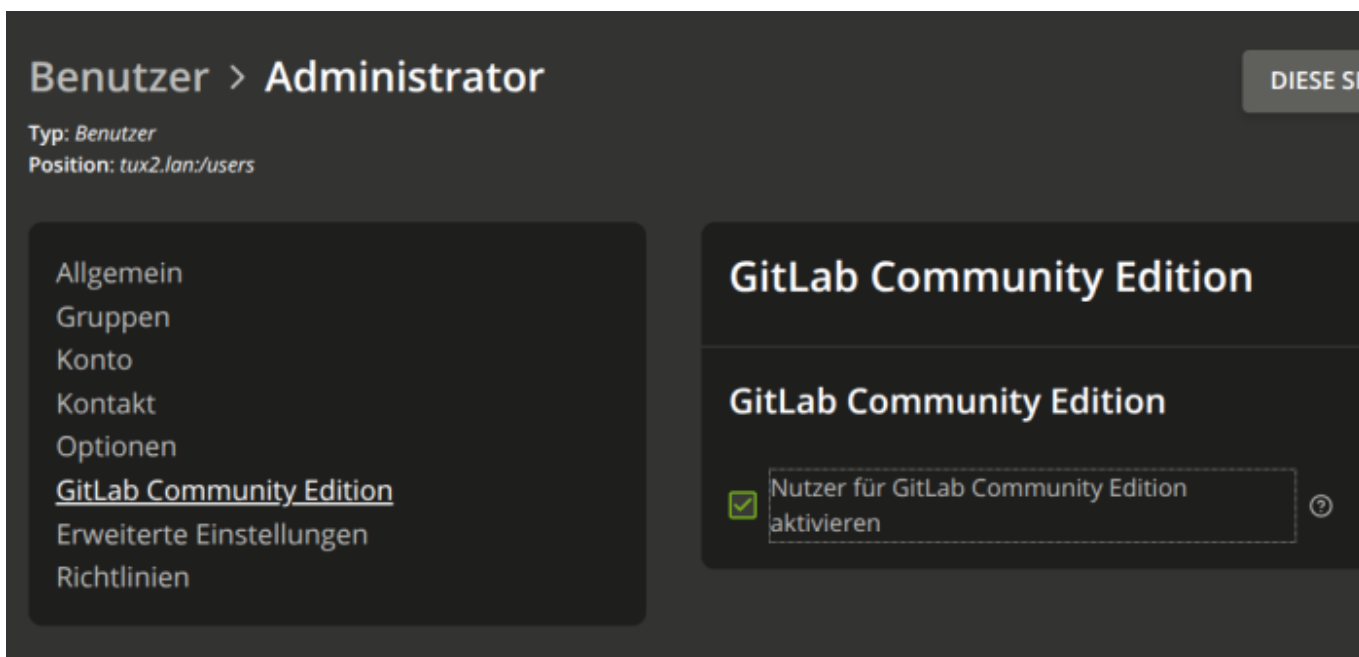 Benutzer > Administrator
DIESE
Typ: Benutzer
Position: tux2.lan:/users
Allgemein
Gruppen
Konto
Kontakt
Optionen
GitLab Community Edition
Erweiterte Einstellungen
Richtlinien
GitLab Community Edition
GitLab Community Edition
Nutzer für GitLab Community Edition
aktivieren